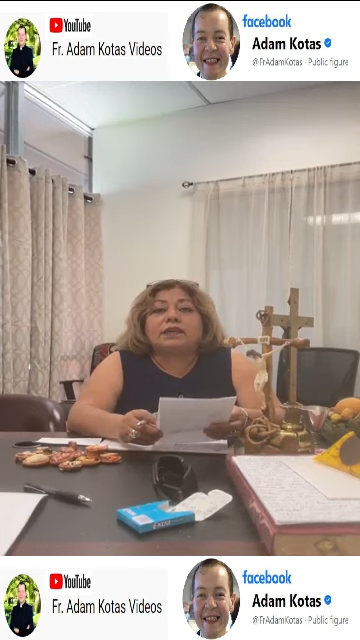 YouTube
Fr. Adam Kotas Videos
facebook
Adam Kotas
@FrAdamKotas · Public figure
YouTube
Fr. Adam Kotas Videos
facebook
Adam Kotas
@FrAdamKotas · Public figure